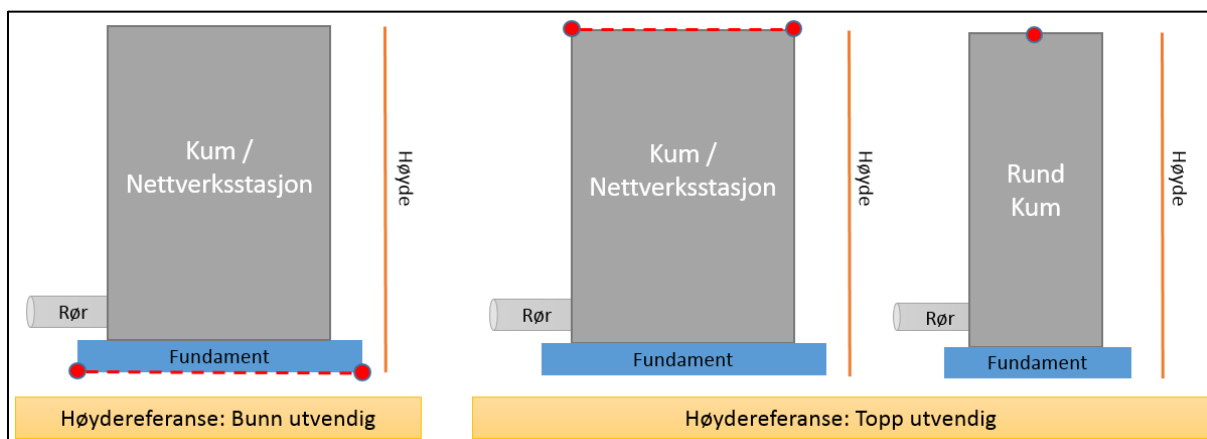 Kum /
Nettverksstasjon
Høyde
Rør
Fundament
Høydereferanse: Bunn utvendig
Kum /
Nettverksstasjon
Høyde
Rør
Fundament
Rund
Kum
Høyde
Rør
Fundament
Høydereferanse: Topp utvendig